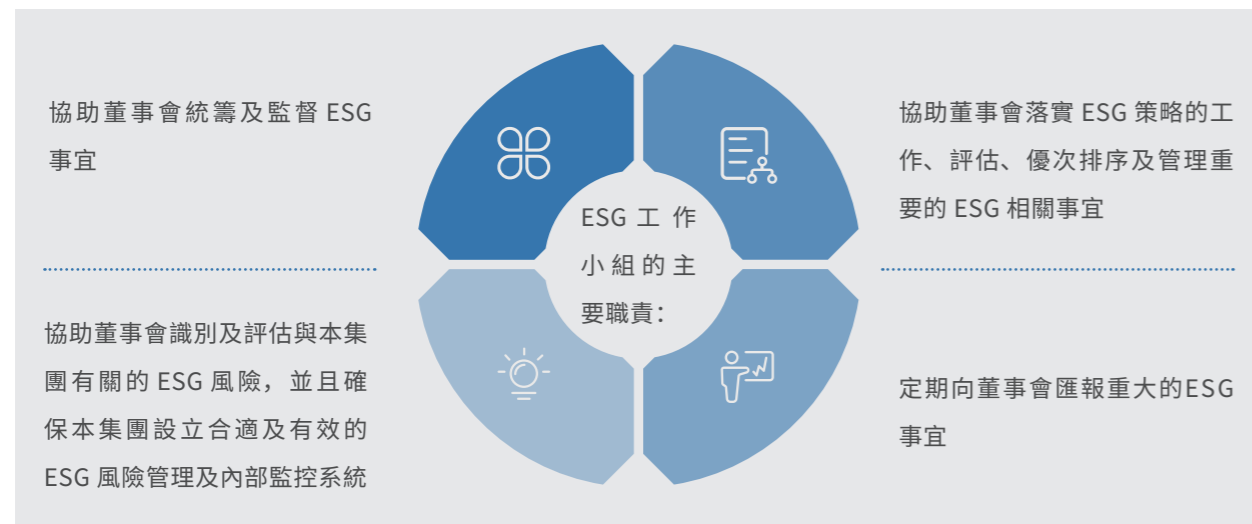 協助董事會統籌及監督 ESG
事宜
協助董事會落實 ESG 策略的工
作、評估、優次排序及管理重
要的 ESG 相關事宜
ESG 工作
小組的主
要職責：
協助董事會識別及評估與本集
團有關的 ESG 風險，並且確
保本集團設立合適及有效的
ESG 風險管理及內部監控系統
定期向董事會匯報重大的ESG
事宜